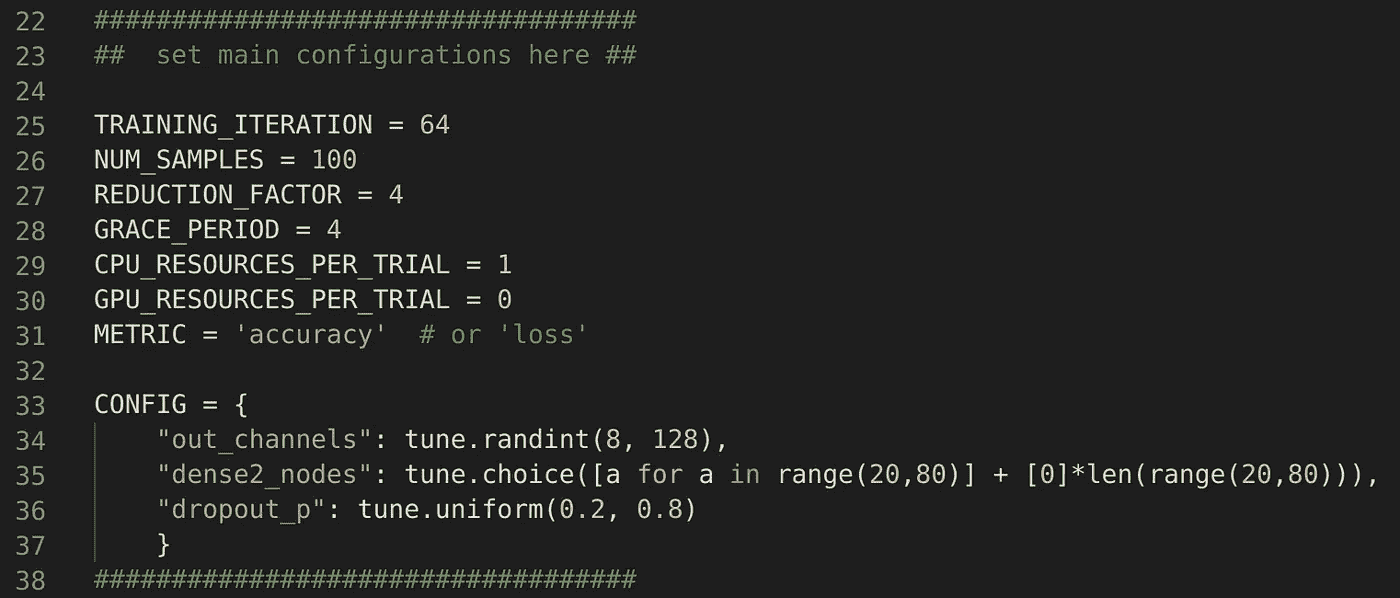 22 ###################################
23 ##  set main configurations here ##
24
25 TRAINING_ITERATION = 64
26 NUM_SAMPLES = 100
27 REDUCTION_FACTOR = 4
28 GRACE_PERIOD = 4
29 CPU_RESOURCES_PER_TRIAL = 1
30 GPU_RESOURCES_PER_TRIAL = 0
31 METRIC = 'accuracy'  # or 'loss'
32
33 CONFIG = {
34     "out_channels": tune.randint(8, 128),
35     "dense2_nodes": tune.choice([a for a in range(20,80)] + [0]*len(range(20,80))),
36     "dropout_p": tune.uniform(0.2, 0.8)
37     }
38 ###################################